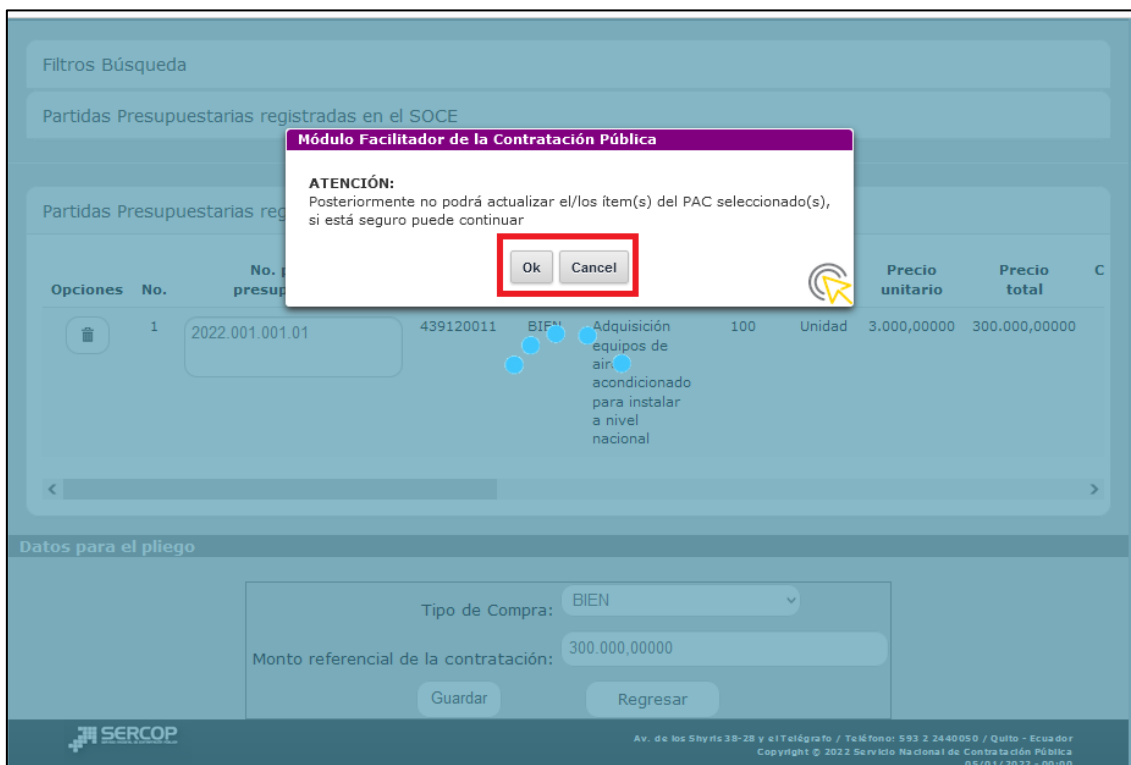 Filtros Búsqueda
Partidas Presupuestarias registradas en el SOCE
Módulo Facilitador de la Contratación Pública
ATENCIÓN:
Posteriormente no podrá actualizar el/los ítem(s) del PAC seleccionado(s),
si está seguro puede continuar
Ok Cancel
Partidas Presupuestarias reg
Opciones No. No. p
presup
Precio
unitario
Precio
total
C
1 2022.001.001.01 439120011 BIEN Adquisición 100 Unidad 3.000,00000 300.000,00000
equipos de
aire
acondicionado
para instalar
a nivel
nacional
Datos para el pliego
Tipo de Compra: BIEN
Monto referencial de la contratación: 300.000,00000
Guardar Regresar
SERCOP
Av. de los Shyris 38-28 y el Telégrafo / Teléfono: 593 2 2440050 / Quito - Ecuador
Copyright © 2022 Servicio Nacional de Contratación Pública